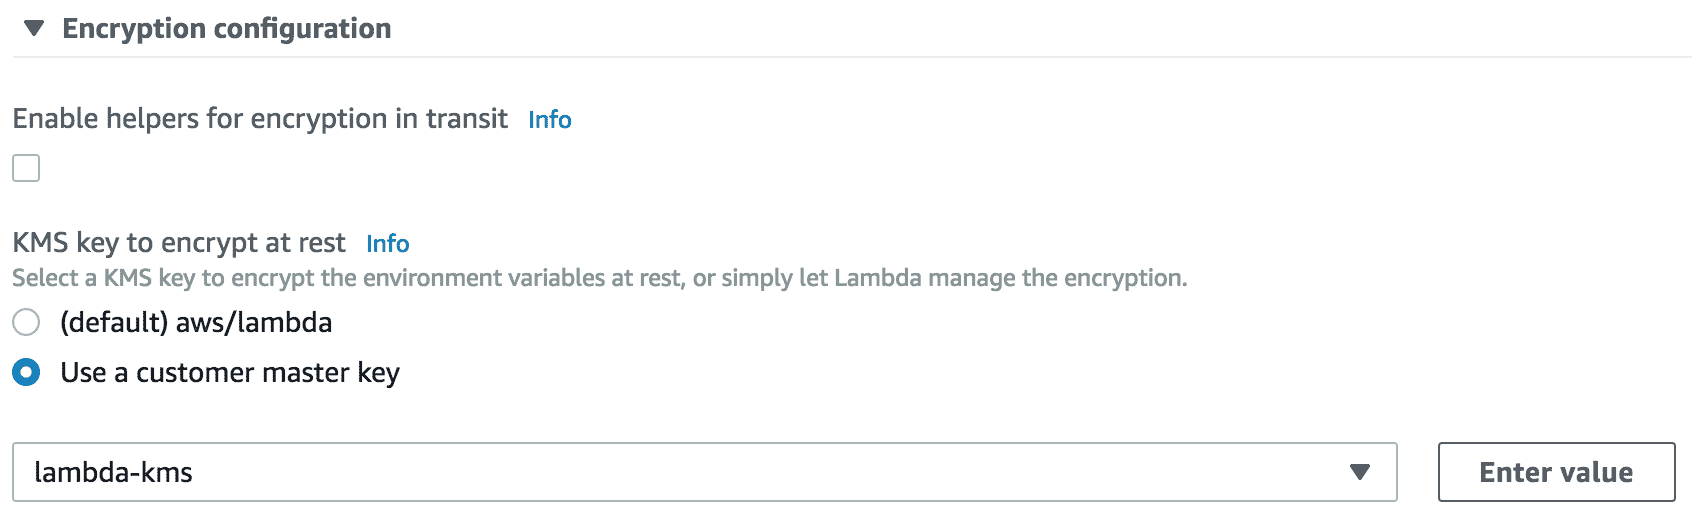 Encryption configuration
Enable helpers for encryption in transit Info
KMS key to encrypt at rest Info
Select a KMS key to encrypt the environment variables at rest, or simply let Lambda manage the encryption.
(default) aws/lambda
Use a customer master key
lambda-kms Enter value